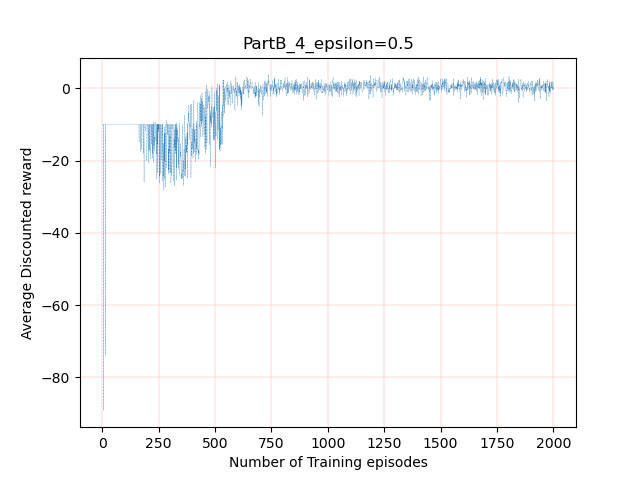 PartB_4_epsilon=0.5
Average Discounted reward
0
−20
−40
−60
−80
0 250 500 750 1000 1250 1500 1750 2000
Number of Training episodes